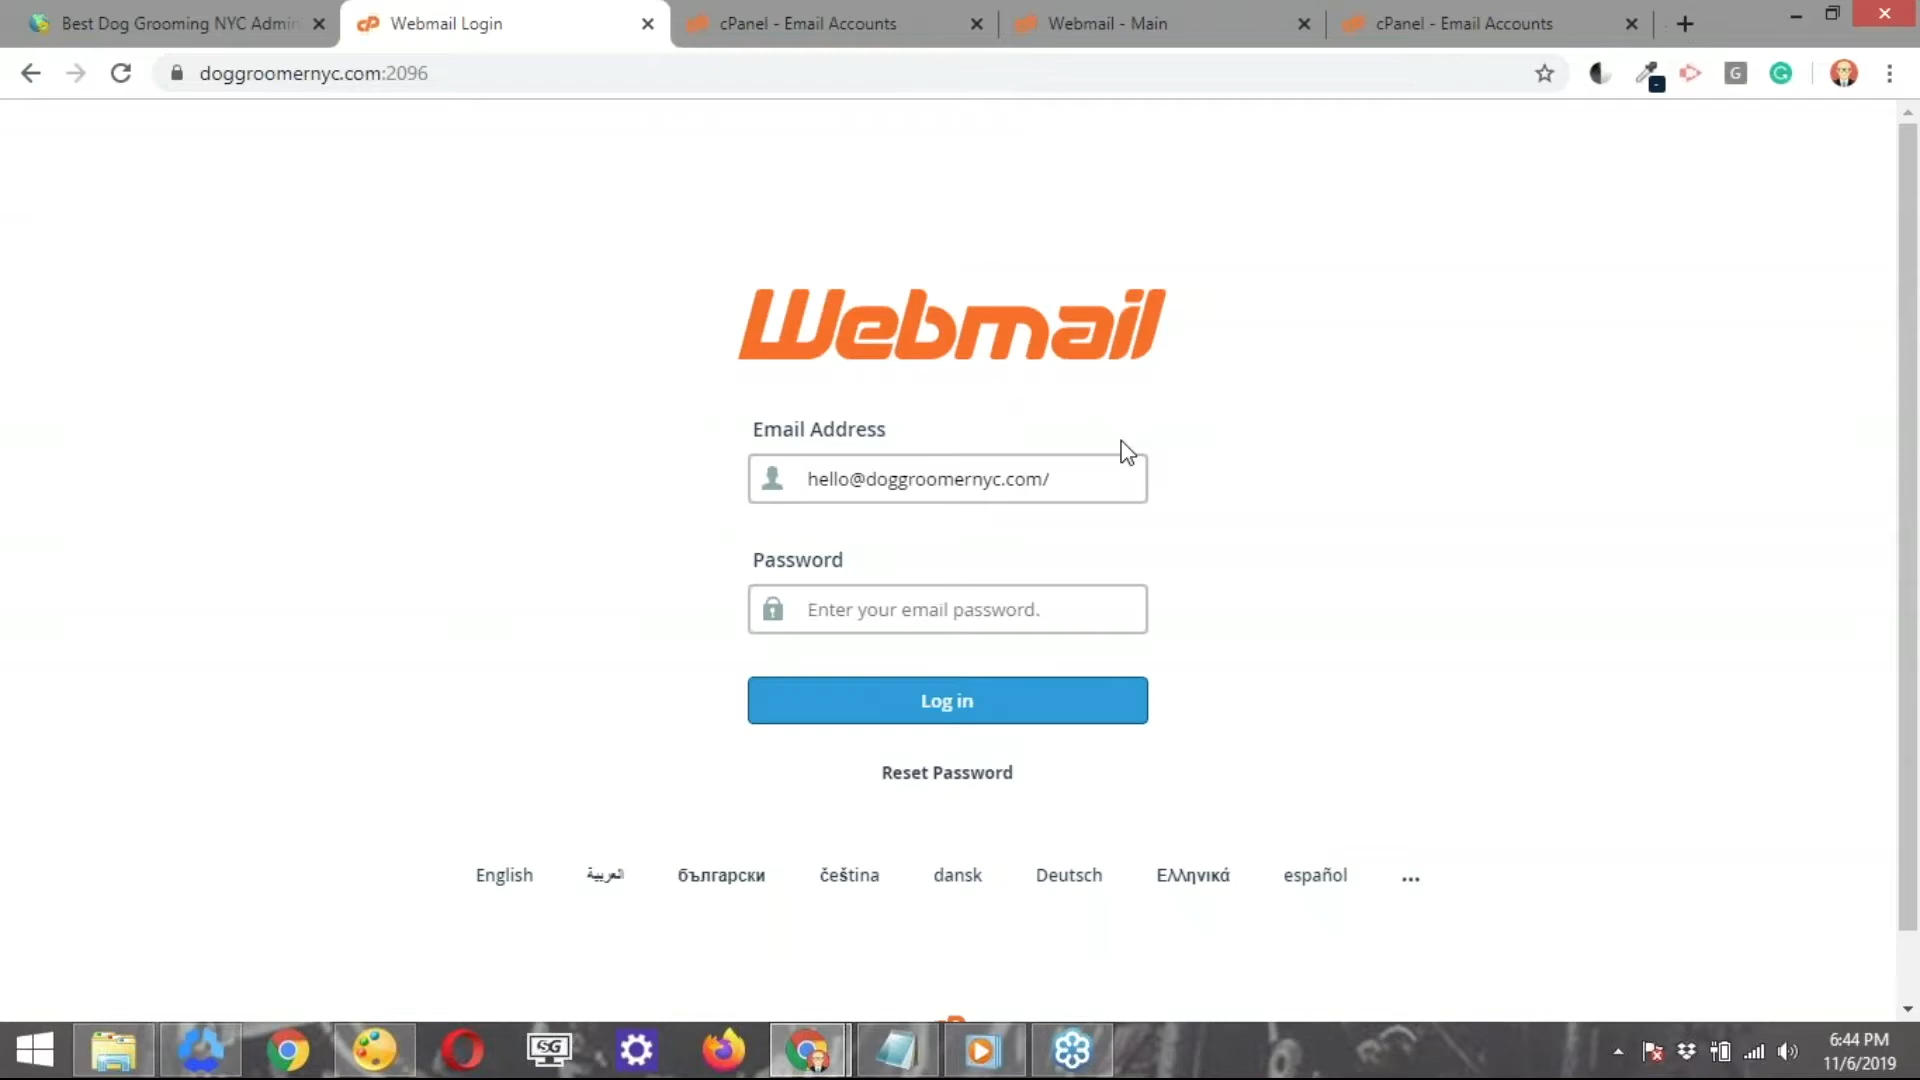 Best Dog Grooming NYC Admin
Webmail Login
cPanel - Email Accounts
Webmail - Main
cPanel - Email Accounts
doggroomernyc.com:2096
Webmail
Email Address
hello@doggroomernyc.com/
Password
Enter your email password.
Log in
Reset Password
English العربية български čeština dansk Deutsch Ελληνικά español ...
SG
6:44 PM
11/6/2019